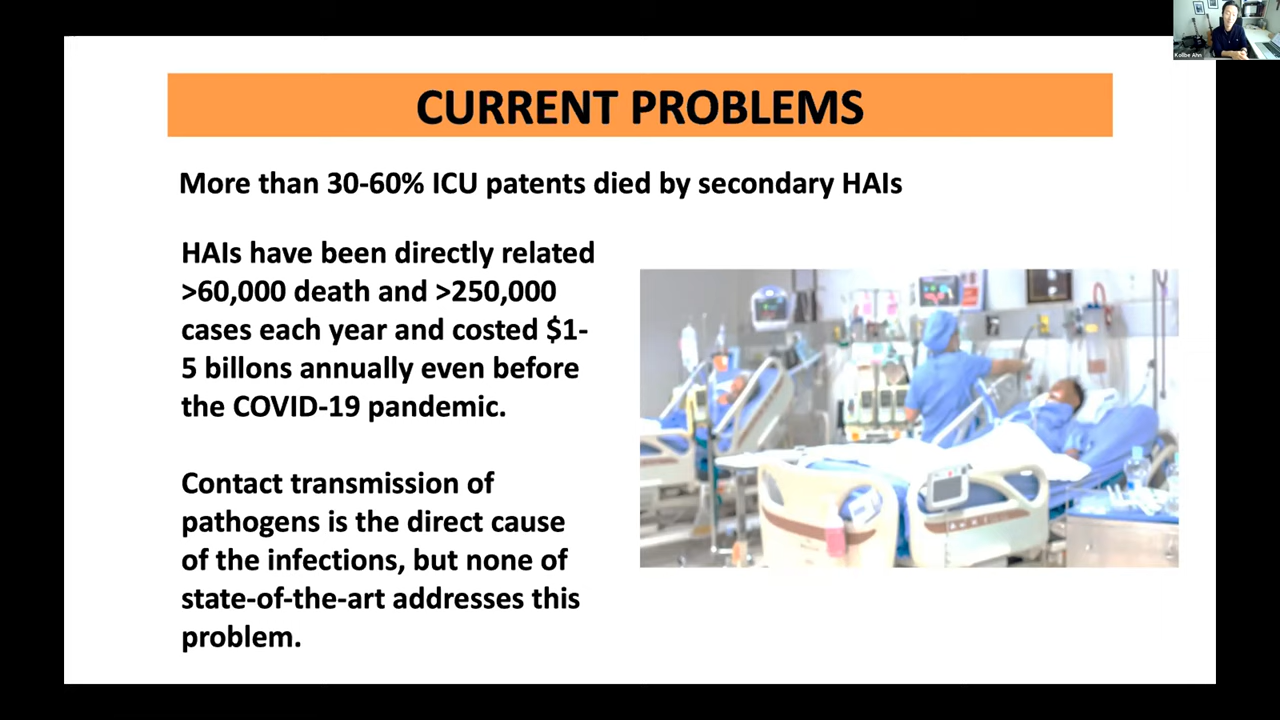 CURRENT PROBLEMS
More than 30-60% ICU patents died by secondary HAIs
HAIs have been directly related
>60,000 death and >250,000
cases each year and costed $1-
5 billons annually even before
the COVID-19 pandemic.
Contact transmission of
pathogens is the direct cause
of the infections, but none of
state-of-the-art addresses this
problem.
Kollbe Ahn